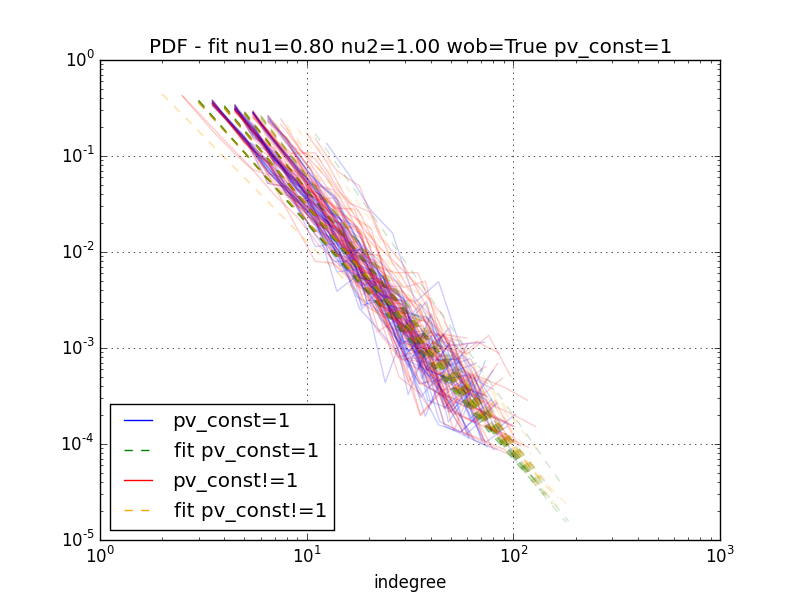 PDF - fit nu1=0.80 nu2=1.00 wob=True pv_const=1
10^0
10^-1
10^-2
10^-3
10^-4
10^-5
pv_const=1
fit pv_const=1
pv_const!=1
fit pv_const!=1
10^0 10^1 10^2 10^3
indegree